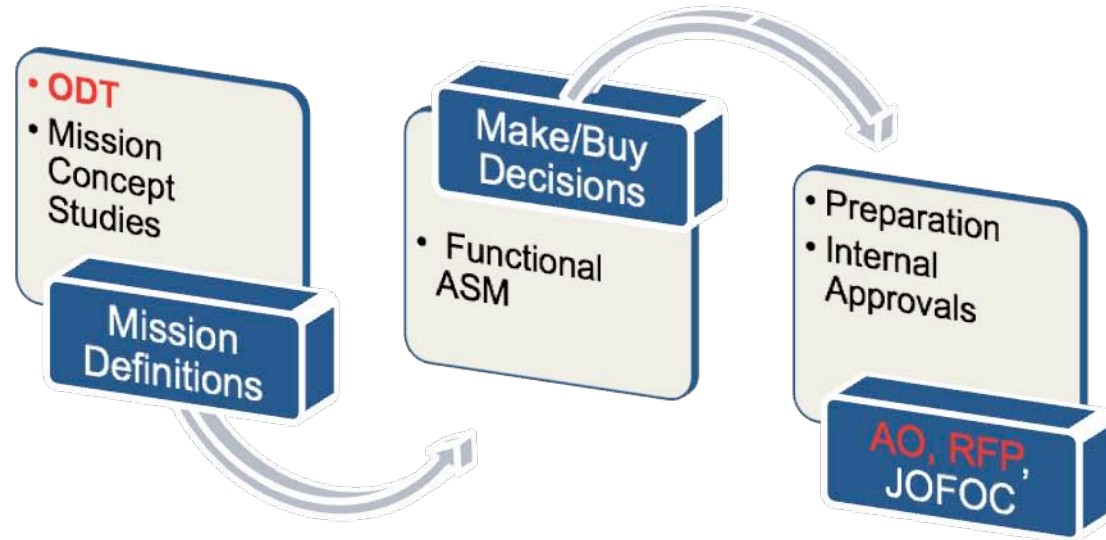 • ODT
• Mission
Concept
Studies
Mission
Definitions
Make/Buy
Decisions
• Functional
ASM
• Preparation
• Internal
Approvals
AO, RFP,
JOFOC